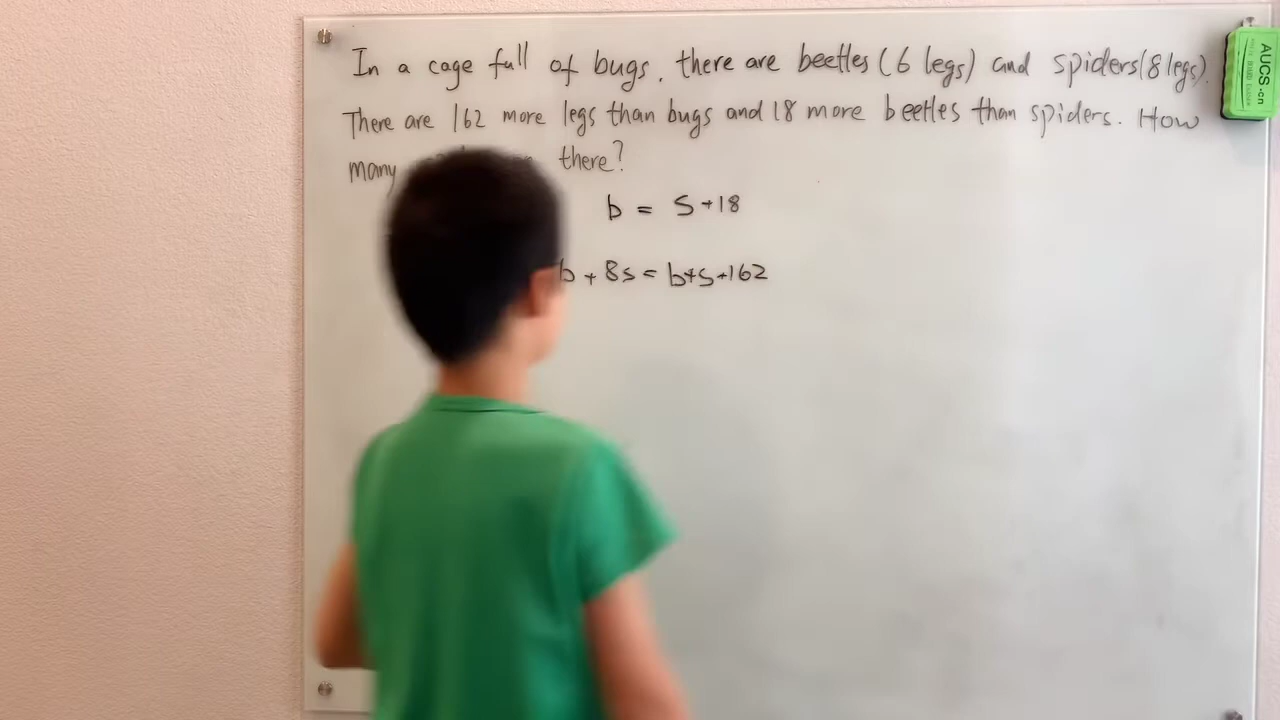 In a cage full of bugs, there are beetles (6 legs) and spiders (8 legs).
There are 162 more legs than bugs and 18 more beetles than spiders. How
many there?
b = s+18
b + 8s = b+s+162
AUCS.cn